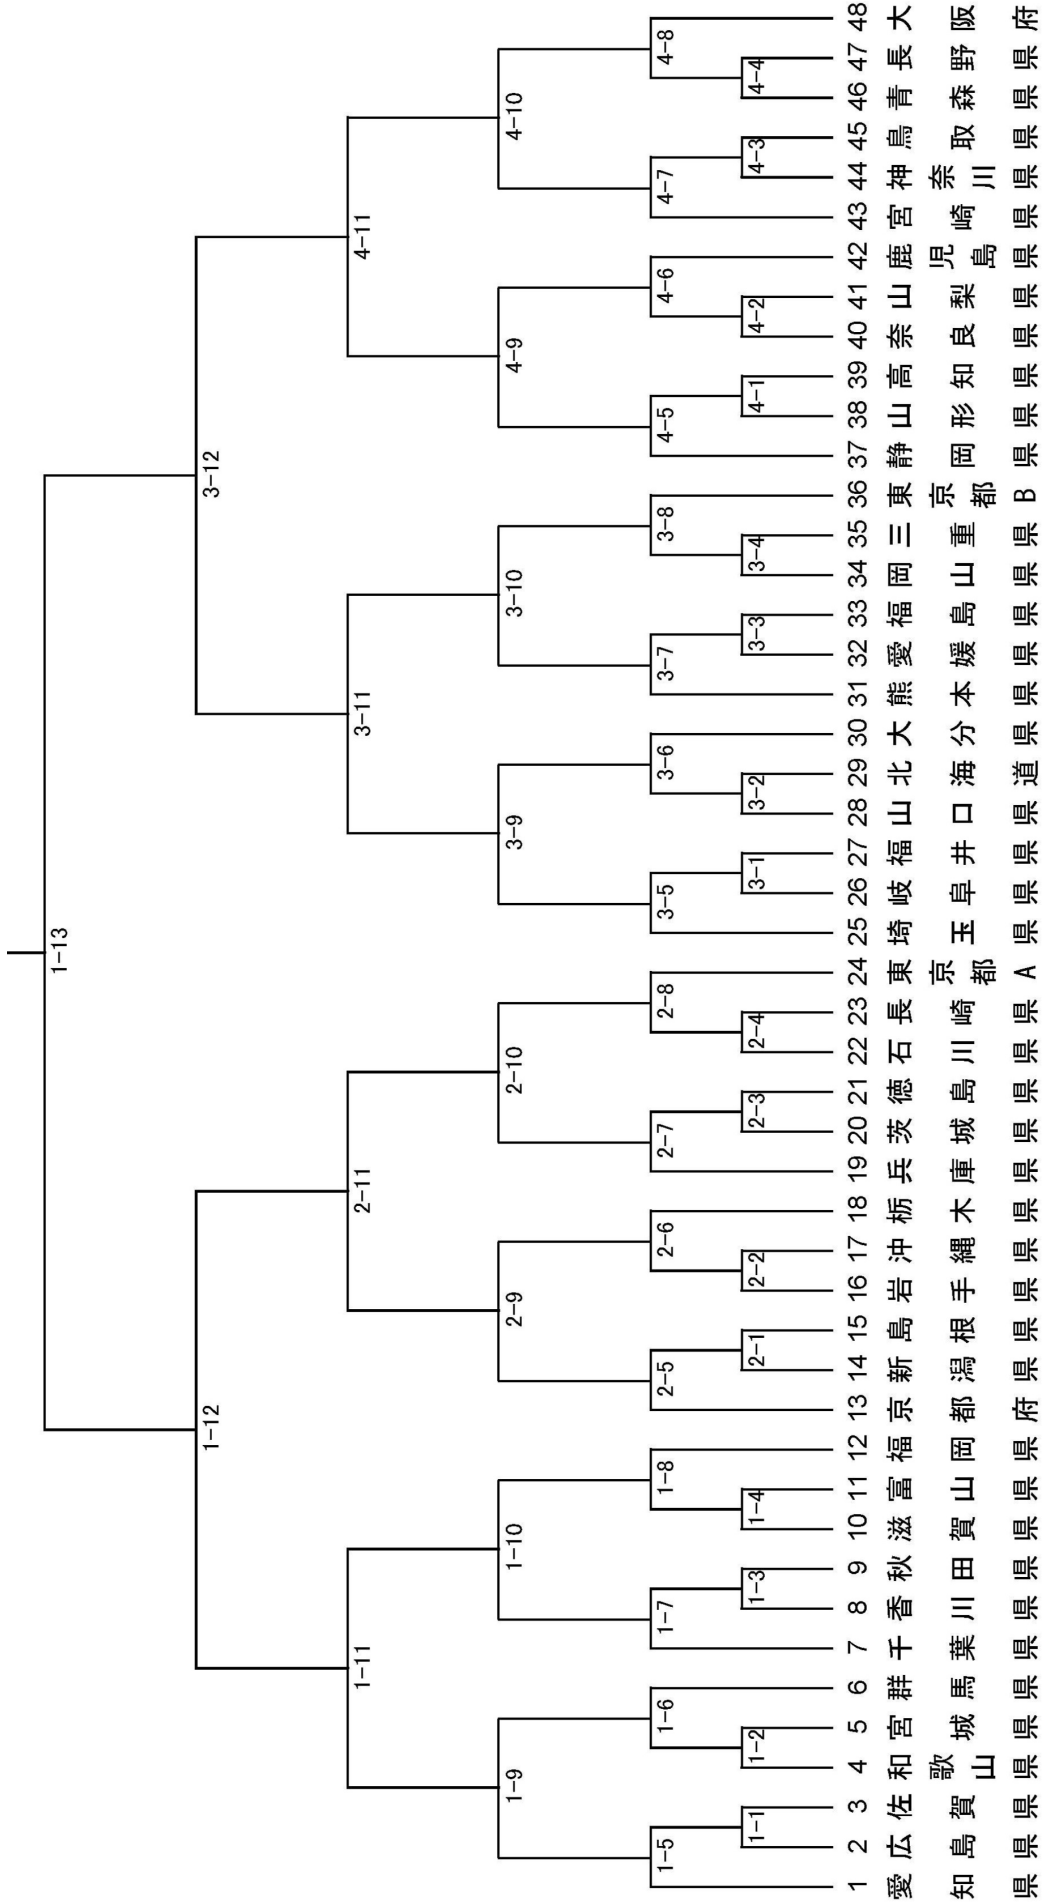 1-13
1-12
3-12
1-11
2-11
3-11
4-11
1-9
1-10
2-9
2-10
3-9
3-10
4-9
4-10
1-5
1-6
1-7
1-8
2-5
2-6
2-7
2-8
3-5
3-6
3-7
3-8
4-5
4-6
4-7
4-8
1-1
1-2
1-3
1-4
2-1
2-2
2-3
2-4
3-1
3-2
3-3
3-4
4-1
4-2
4-3
4-4
1 愛知県
2 広島県
3 佐賀県
4 和歌山県
5 宮城県
6 群馬県
7 千葉県
8 香川県
9 秋田県
10 滋賀県
11 富山県
12 福岡県
13 京都府
14 新潟県
15 島根県
16 岩手県
17 沖縄県
18 栃木県
19 兵庫県
20 茨城県
21 徳島県
22 石川県
23 長崎県
24 東京都A
25 埼玉県
26 岐阜県
27 福井県
28 山口県
29 北海道
30 大分県
31 熊本県
32 愛媛県
33 福島県
34 岡山県
35 三重県
36 東京都B
37 静岡県
38 山形県
39 高知県
40 奈良県
41 山梨県
42 鹿児島県
43 宮崎県
44 神奈川県
45 鳥取県
46 青森県
47 長野県
48 大阪府